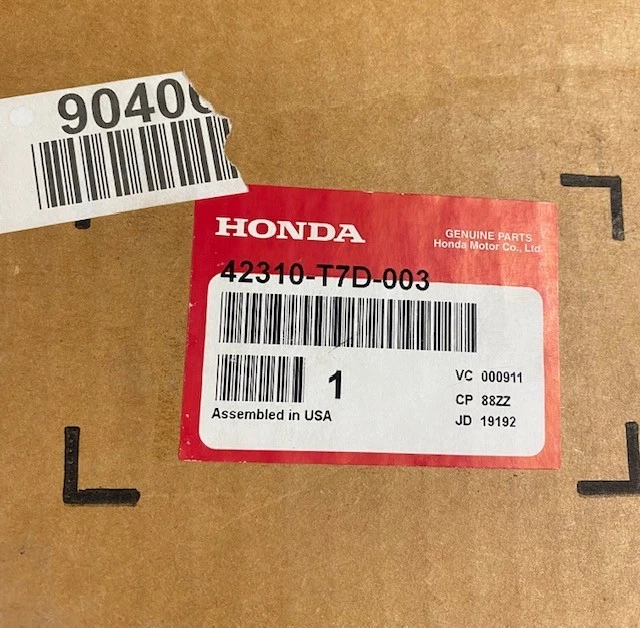 90400
HONDA
GENUINE PARTS
Honda Motor Co., Ltd.
42310-T7D-003
1
VC 000911
CP 88ZZ
Assembled in USA
JD 19192